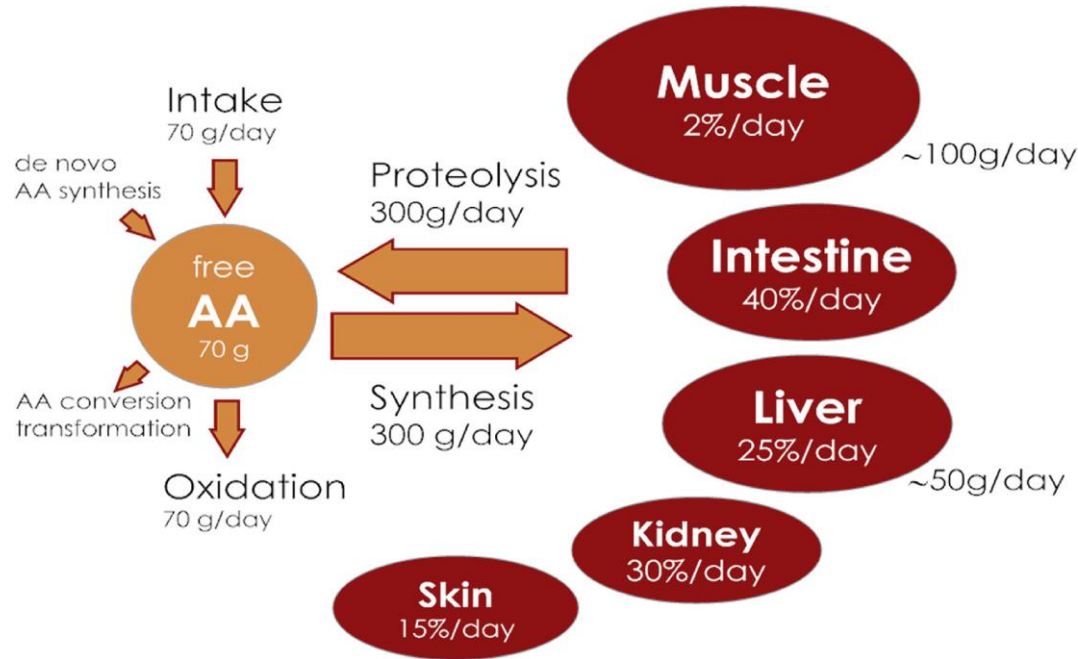 Intake
70 g/day
de novo
AA synthesis
free
AA
70 g
AA conversion
transformation
Oxidation
70 g/day
Proteolysis
300g/day
Synthesis
300 g/day
Muscle
2%/day
~100g/day
Intestine
40%/day
Liver
25%/day
~50g/day
Kidney
30%/day
Skin
15%/day